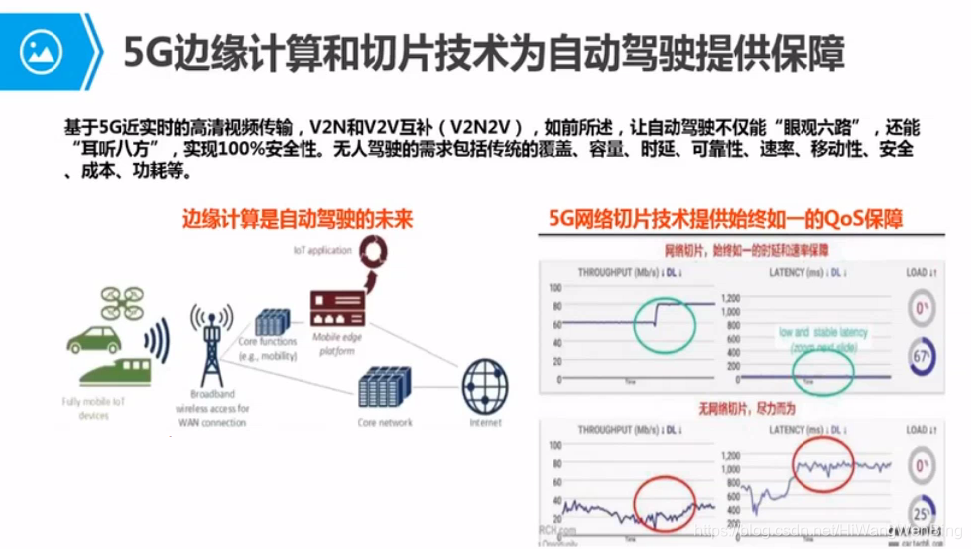 5G边缘计算和切片技术为自动驾驶提供保障
基于5G近实时的高清视频传输，V2N和V2V互补（V2N2V），如前所述，让自动驾驶不仅能“眼观六路”，还能
“耳听八方”，实现100%安全性。无人驾驶的需求包括传统的覆盖、容量、时延、可靠性、速率、移动性、安全
、成本、功耗等。
边缘计算是自动驾驶的未来
IoT application
Core functions
(e.g., mobility)
Mobile edge
platform
Fully mobile IoT
devices
Broadband
wireless access for
WAN connection
Core network
Internet
5G网络切片技术提供始终如一的QoS保障
网络切片，始终如一的时延和速率保障
THROUGHPUT (Mb/s) ↓ DL ↓
100
80
60
40
20
0
Time
LATENCY (ms) ↓ DL ↓
1,200
1,000
800
600
400
200
0
low and stable latency
(zoom next slide)
Time
LOAD ↓↑
0%
67%
无网络切片，尽力而为
THROUGHPUT (Mb/s) ↓ DL ↓
100
80
60
40
20
0
LATENCY (ms) ↓ DL ↓
1,200
1,000
800
600
400
200
LOAD ↓↑
0%
25%
RCH.com
https://blog.csdn.net/HiWangWenBing